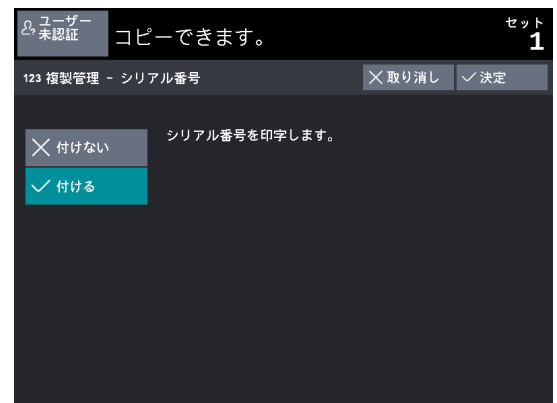 ユーザー
未認証
コピーできます。
セット
1
123 複製管理 - シリアル番号
取り消し
決定
付けない
シリアル番号を印字します。
付ける